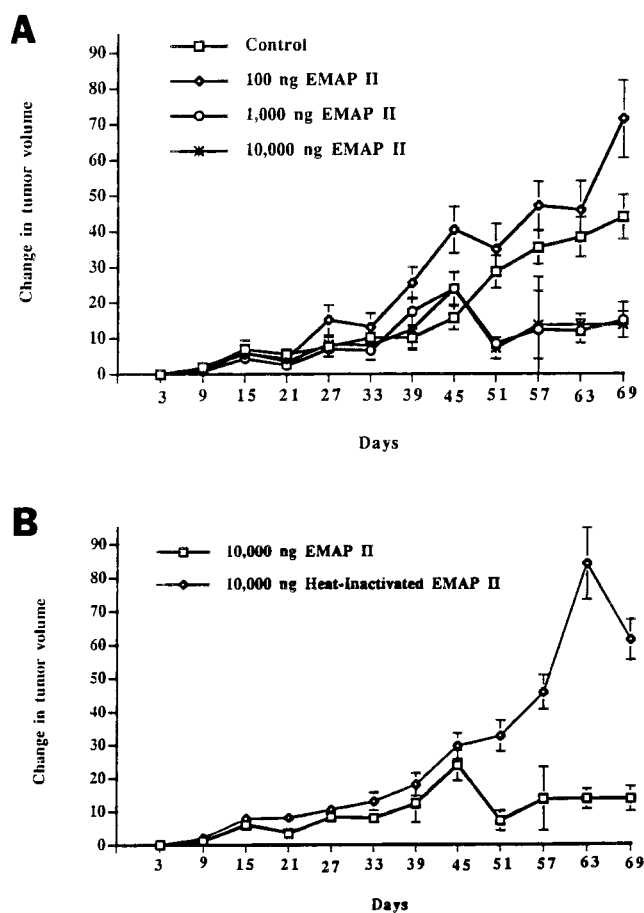 A
Control
100 ng EMAP II
1,000 ng EMAP II
10,000 ng EMAP II
Change in tumor volume
90
80
70
60
50
40
30
20
10
0
3 9 15 21 27 33 39 45 51 57 63 69
Days
B
10,000 ng EMAP II
10,000 ng Heat-Inactivated EMAP II
Change in tumor volume
90
80
70
60
50
40
30
20
10
0
3 9 15 21 27 33 39 45 51 57 63 69
Days